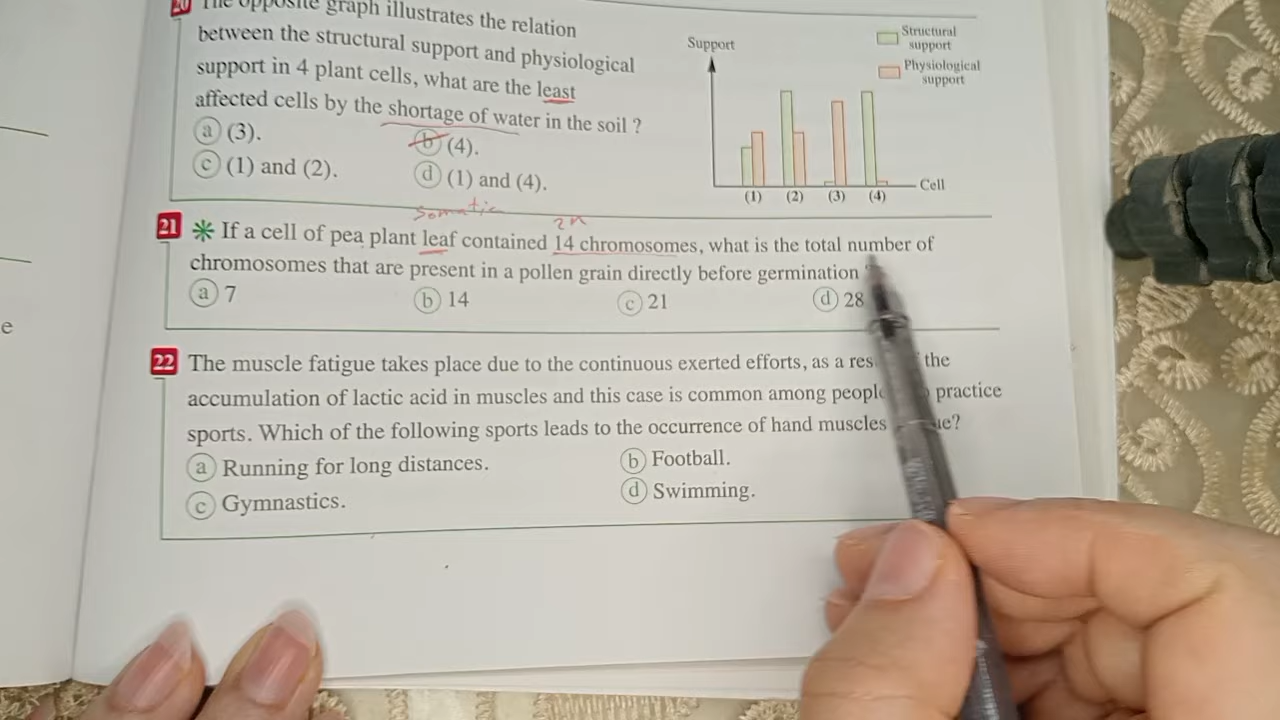 20 The opposite graph illustrates the relation
between the structural support and physiological
support in 4 plant cells, what are the least
affected cells by the shortage of water in the soil ?
a (3).
b (4).
c (1) and (2).
d (1) and (4).
Support
Structural
support
Physiological
support
Cell
(1) (2) (3) (4)
somatic
2n
21 If a cell of pea plant leaf contained 14 chromosomes, what is the total number of
chromosomes that are present in a pollen grain directly before germination
a 7
b 14
c 21
d 28
22 The muscle fatigue takes place due to the continuous exerted efforts, as a the
accumulation of lactic acid in muscles and this case is common among practice
sports. Which of the following sports leads to the occurrence of hand muscles
a Running for long distances.
b Football.
c Gymnastics.
d Swimming.
e